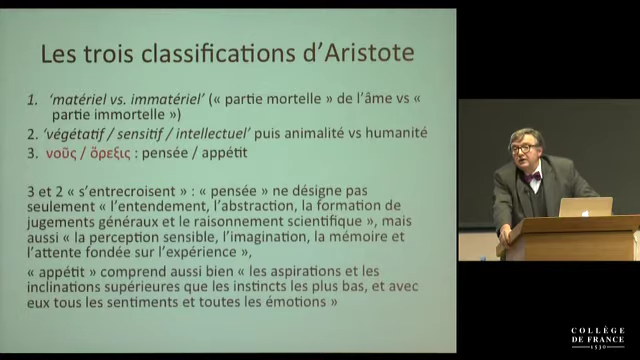 Les trois classifications d'Aristote
1. 'matériel vs. immatériel' (« partie mortelle » de l'âme vs «
partie immortelle »)
2. 'végétatif / sensitif / intellectuel' puis animalité vs humanité
3. νοῦς / ὄρεξις : pensée / appétit
3 et 2 « s'entrecroisent » : « pensée » ne désigne pas
seulement « l'entendement, l'abstraction, la formation de
jugements généraux et le raisonnement scientifique », mais
aussi « la perception sensible, l'imagination, la mémoire et
l'attente fondée sur l'expérience »,
« appétit » comprend aussi bien « les aspirations et les
inclinations supérieures que les instincts les plus bas, et avec
eux tous les sentiments et toutes les émotions »
COLLÈGE
DE FRANCE
1530